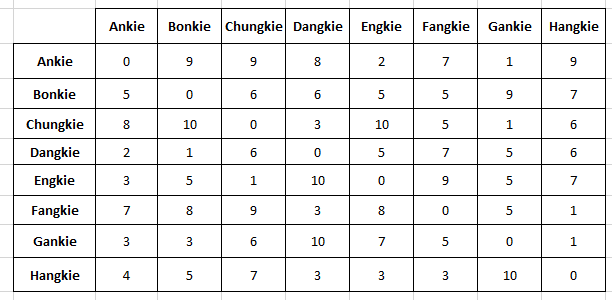 Ankie Bonkie Chungkie Dangkie Engkie Fangkie Gankie Hangkie
Ankie 0 9 9 8 2 7 1 9
Bonkie 5 0 6 6 5 5 9 7
Chungkie 8 10 0 3 10 5 1 6
Dangkie 2 1 6 0 5 7 5 6
Engkie 3 5 1 10 0 9 5 7
Fangkie 7 8 9 3 8 0 5 1
Gankie 3 3 6 10 7 5 0 1
Hangkie 4 5 7 3 3 3 10 0